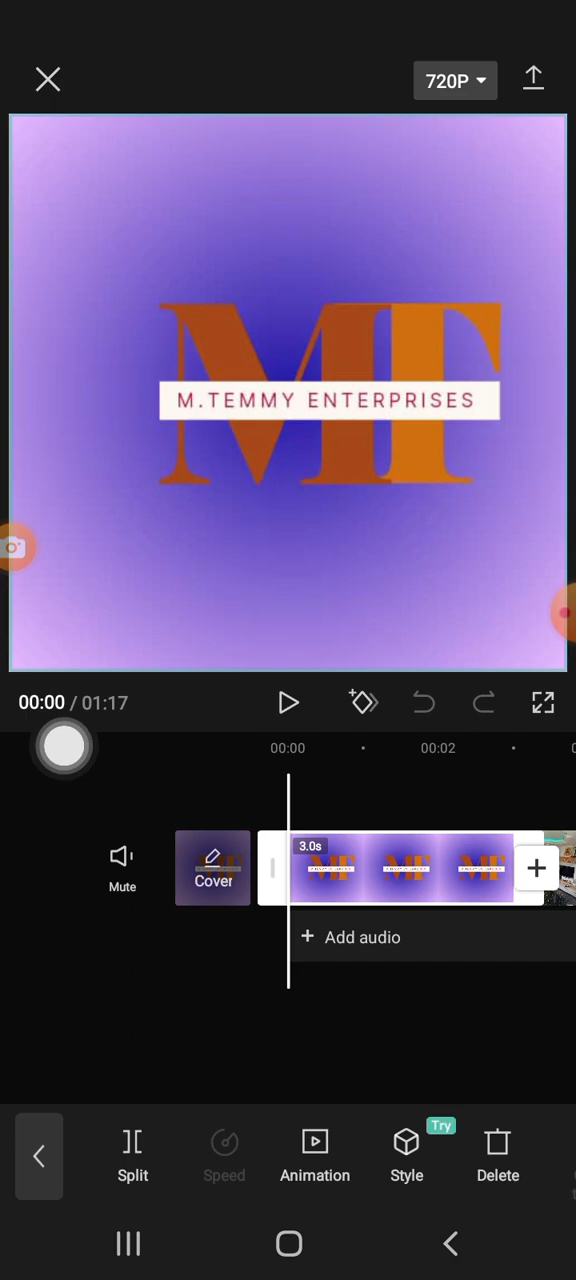 720P
MT
M.TEMMY ENTERPRISES
00:00 / 01:17
00:00
00:02
3.0s
Mute
Cover
+
+ Add audio
Try
Split
Speed
Animation
Style
Delete